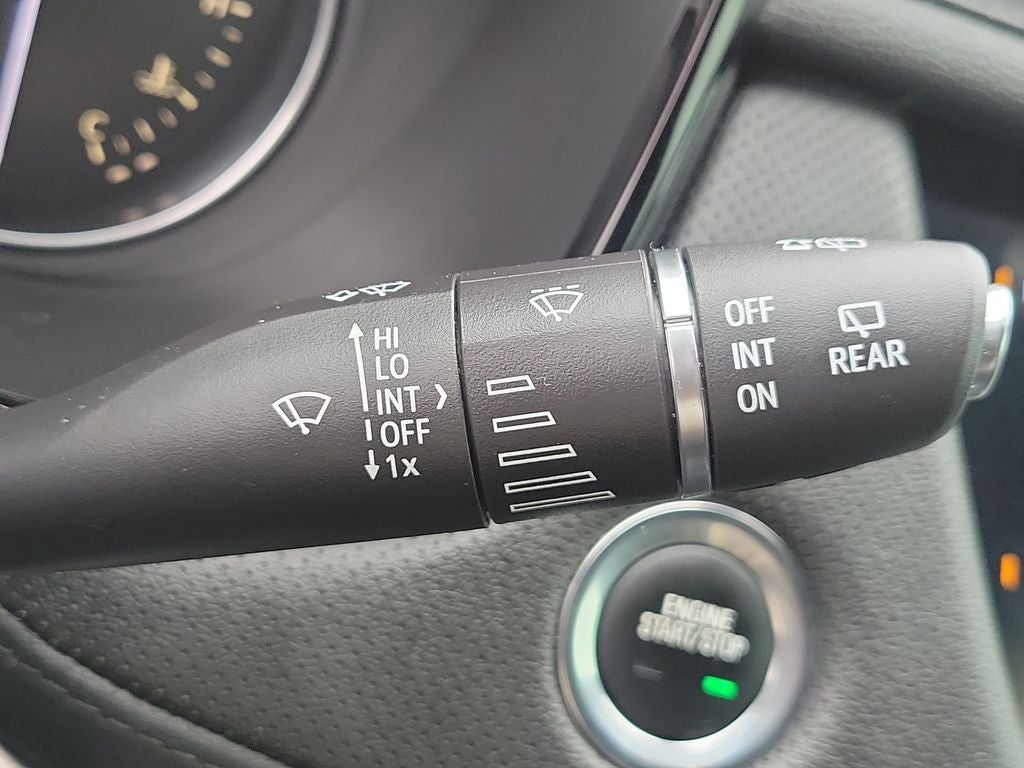 HI
LO
INT
OFF
1x
OFF
INT
ON
REAR
ENGINE
START/STOP